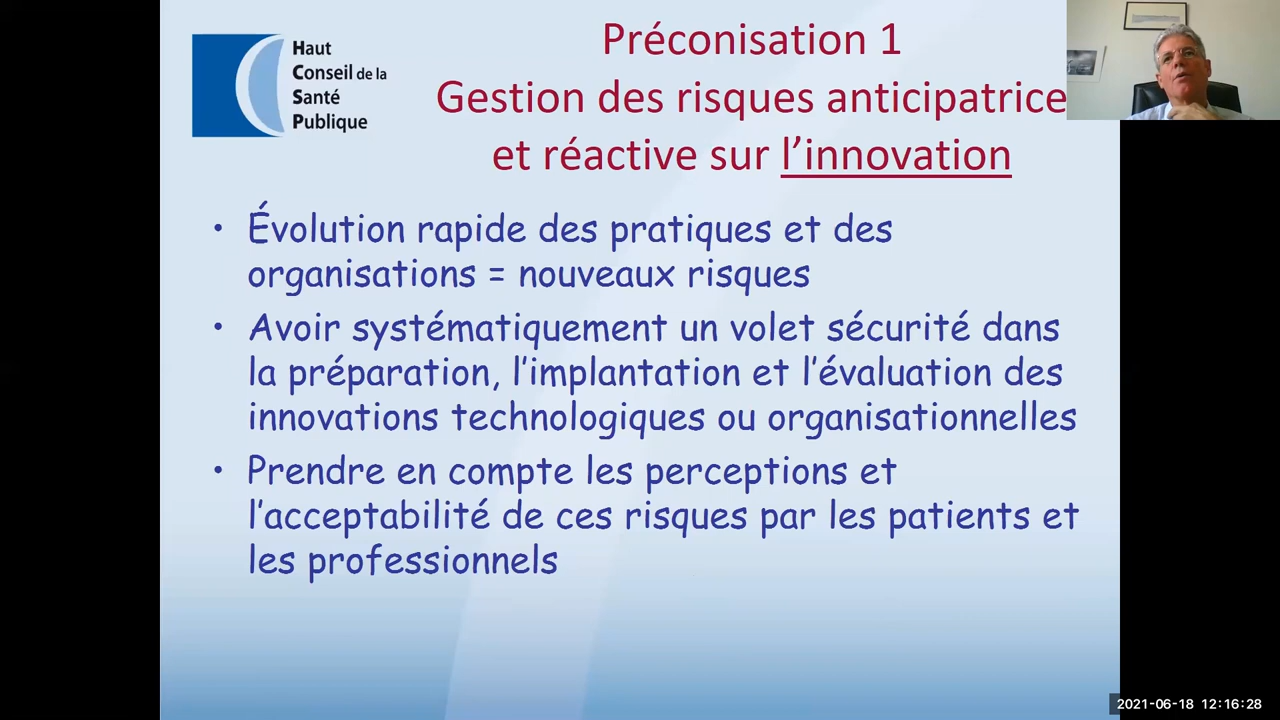 Haut
Conseil de la
Santé
Publique
Préconisation 1
Gestion des risques anticipatrice
et réactive sur l’innovation
• Évolution rapide des pratiques et des
organisations = nouveaux risques
• Avoir systématiquement un volet sécurité dans
la préparation, l’implantation et l’évaluation des
innovations technologiques ou organisationnelles
• Prendre en compte les perceptions et
l’acceptabilité de ces risques par les patients et
les professionnels
2021-06-18 12:16:28